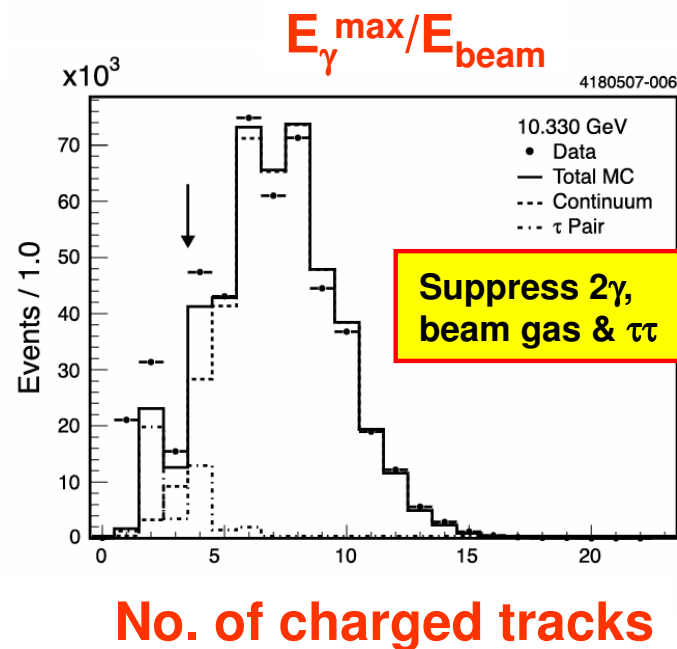 Eγmax/Ebeam
x10³
4180507-006
70
60
50
40
30
20
10
0
Events / 1.0
10.330 GeV
Data
Total MC
Continuum
τ Pair
Suppress 2γ,
beam gas & ττ
0 5 10 15 20
No. of charged tracks